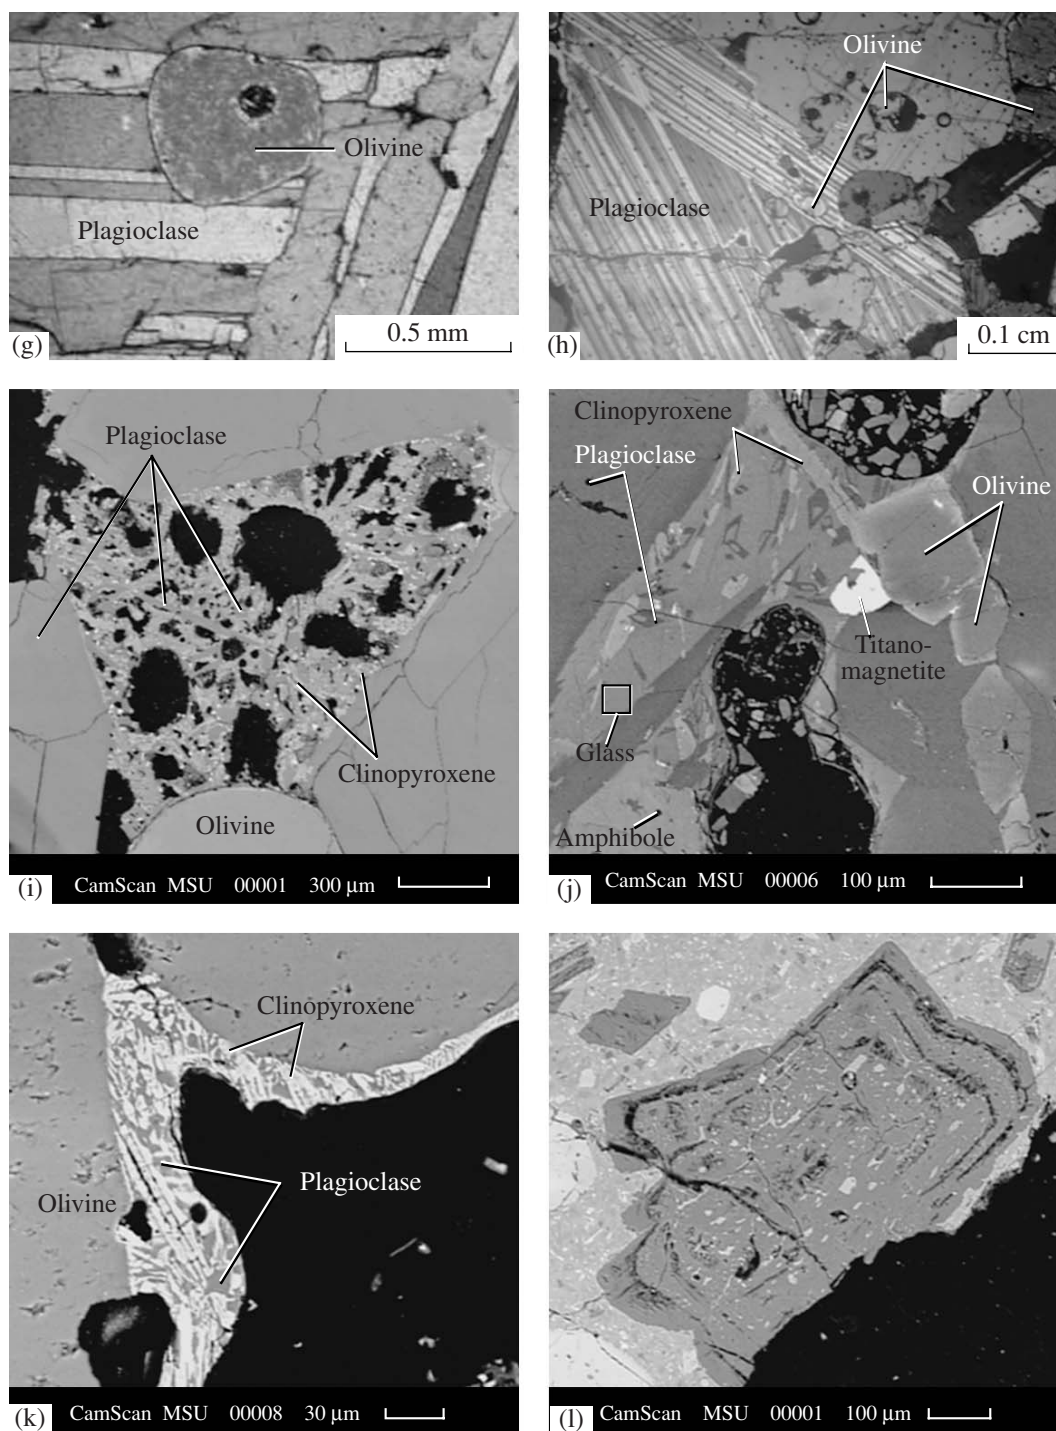 Olivine
Plagioclase
0.5 mm
(g)
Olivine
Plagioclase
0.1 cm
(h)
Plagioclase
Clinopyroxene
Olivine
CamScan MSU 00001 300 μm
(i)
Clinopyroxene
Plagioclase
Olivine
Titano-
magnetite
Glass
Amphibole
CamScan MSU 00006 100 μm
(j)
Clinopyroxene
Plagioclase
Olivine
CamScan MSU 00008 30 μm
(k)
CamScan MSU 00001 100 μm
(l)